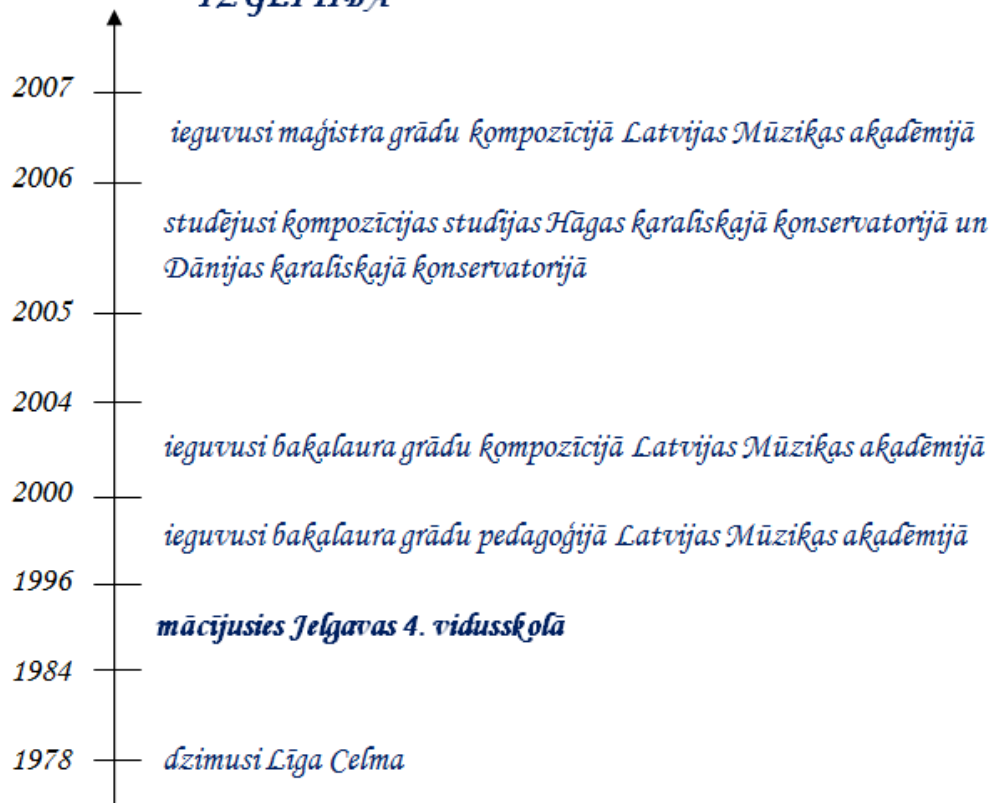 IZGLĪTĪBA
2007
ieguvusi maģistra grādu kompozīcijā Latvijas Mūzikas akadēmijā
2006
studējusi kompozīcijas studijas Hāgas karaliskajā konservatorijā un
Dānijas karaliskajā konservatorijā
2005
2004
ieguvusi bakalaura grādu kompozīcijā Latvijas Mūzikas akadēmijā
2000
ieguvusi bakalaura grādu pedagoģijā Latvijas Mūzikas akadēmijā
1996
mācījusies Jelgavas 4. vidusskolā
1984
1978 dzimusi Līga Celma